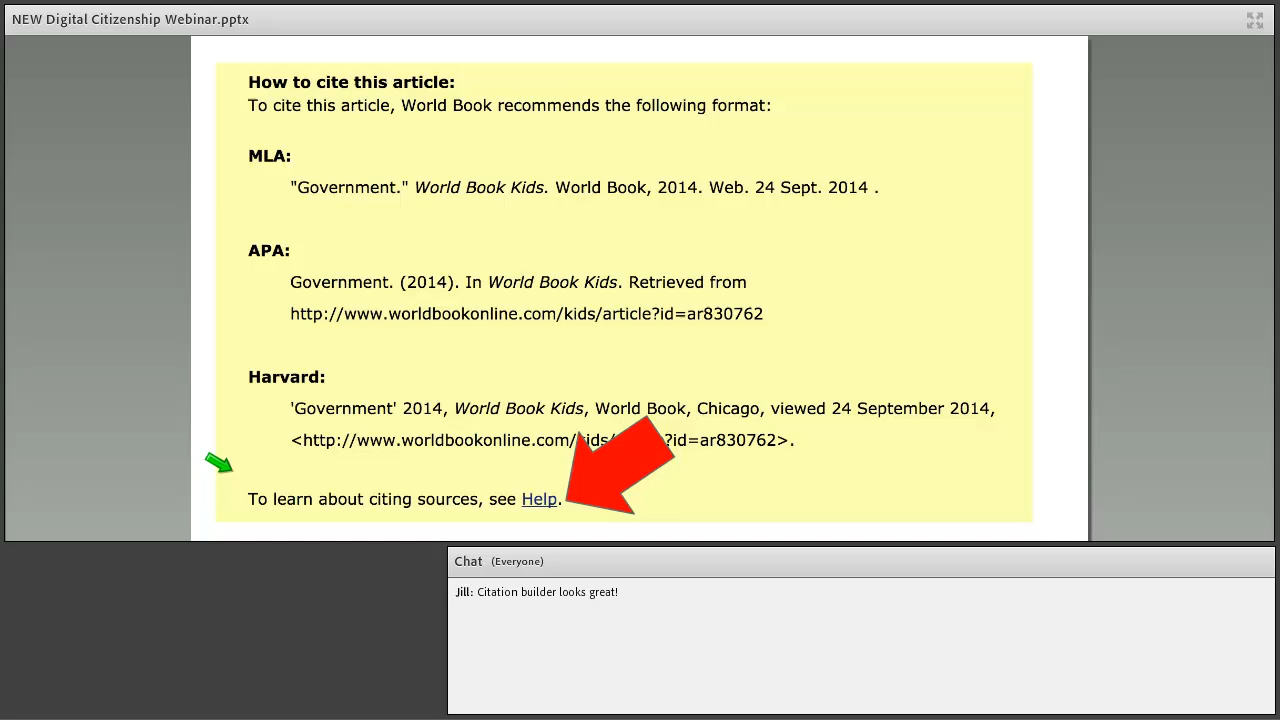 NEW Digital Citizenship Webinar.pptx
How to cite this article:
To cite this article, World Book recommends the following format:
MLA:
"Government." World Book Kids. World Book, 2014. Web. 24 Sept. 2014 .
APA:
Government. (2014). In World Book Kids. Retrieved from
http://www.worldbookonline.com/kids/article?id=ar830762
Harvard:
'Government' 2014, World Book Kids, World Book, Chicago, viewed 24 September 2014,
<http://www.worldbookonline.com/kids/ ?id=ar830762>.
To learn about citing sources, see Help.
Chat (Everyone)
Jill: Citation builder looks great!